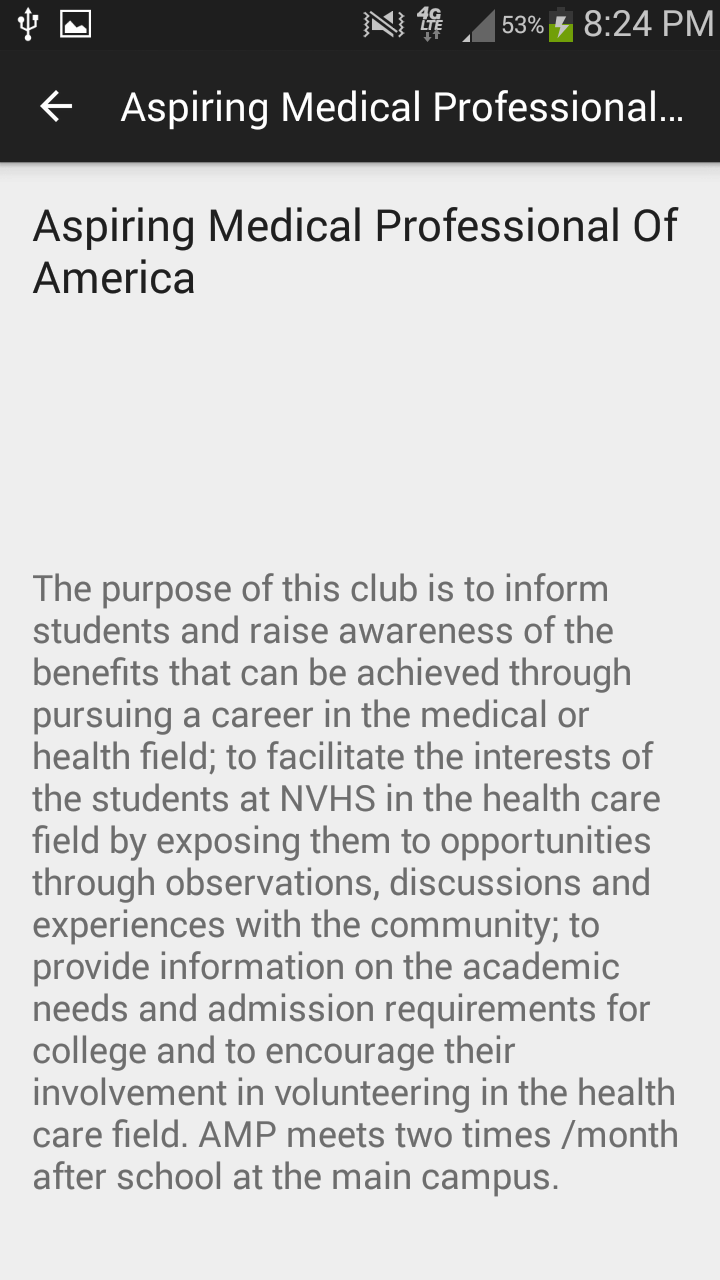 4G LTE 53% 8:24 PM
Aspiring Medical Professional...
Aspiring Medical Professional Of
America
The purpose of this club is to inform
students and raise awareness of the
benefits that can be achieved through
pursuing a career in the medical or
health field; to facilitate the interests of
the students at NVHS in the health care
field by exposing them to opportunities
through observations, discussions and
experiences with the community; to
provide information on the academic
needs and admission requirements for
college and to encourage their
involvement in volunteering in the health
care field. AMP meets two times /month
after school at the main campus.